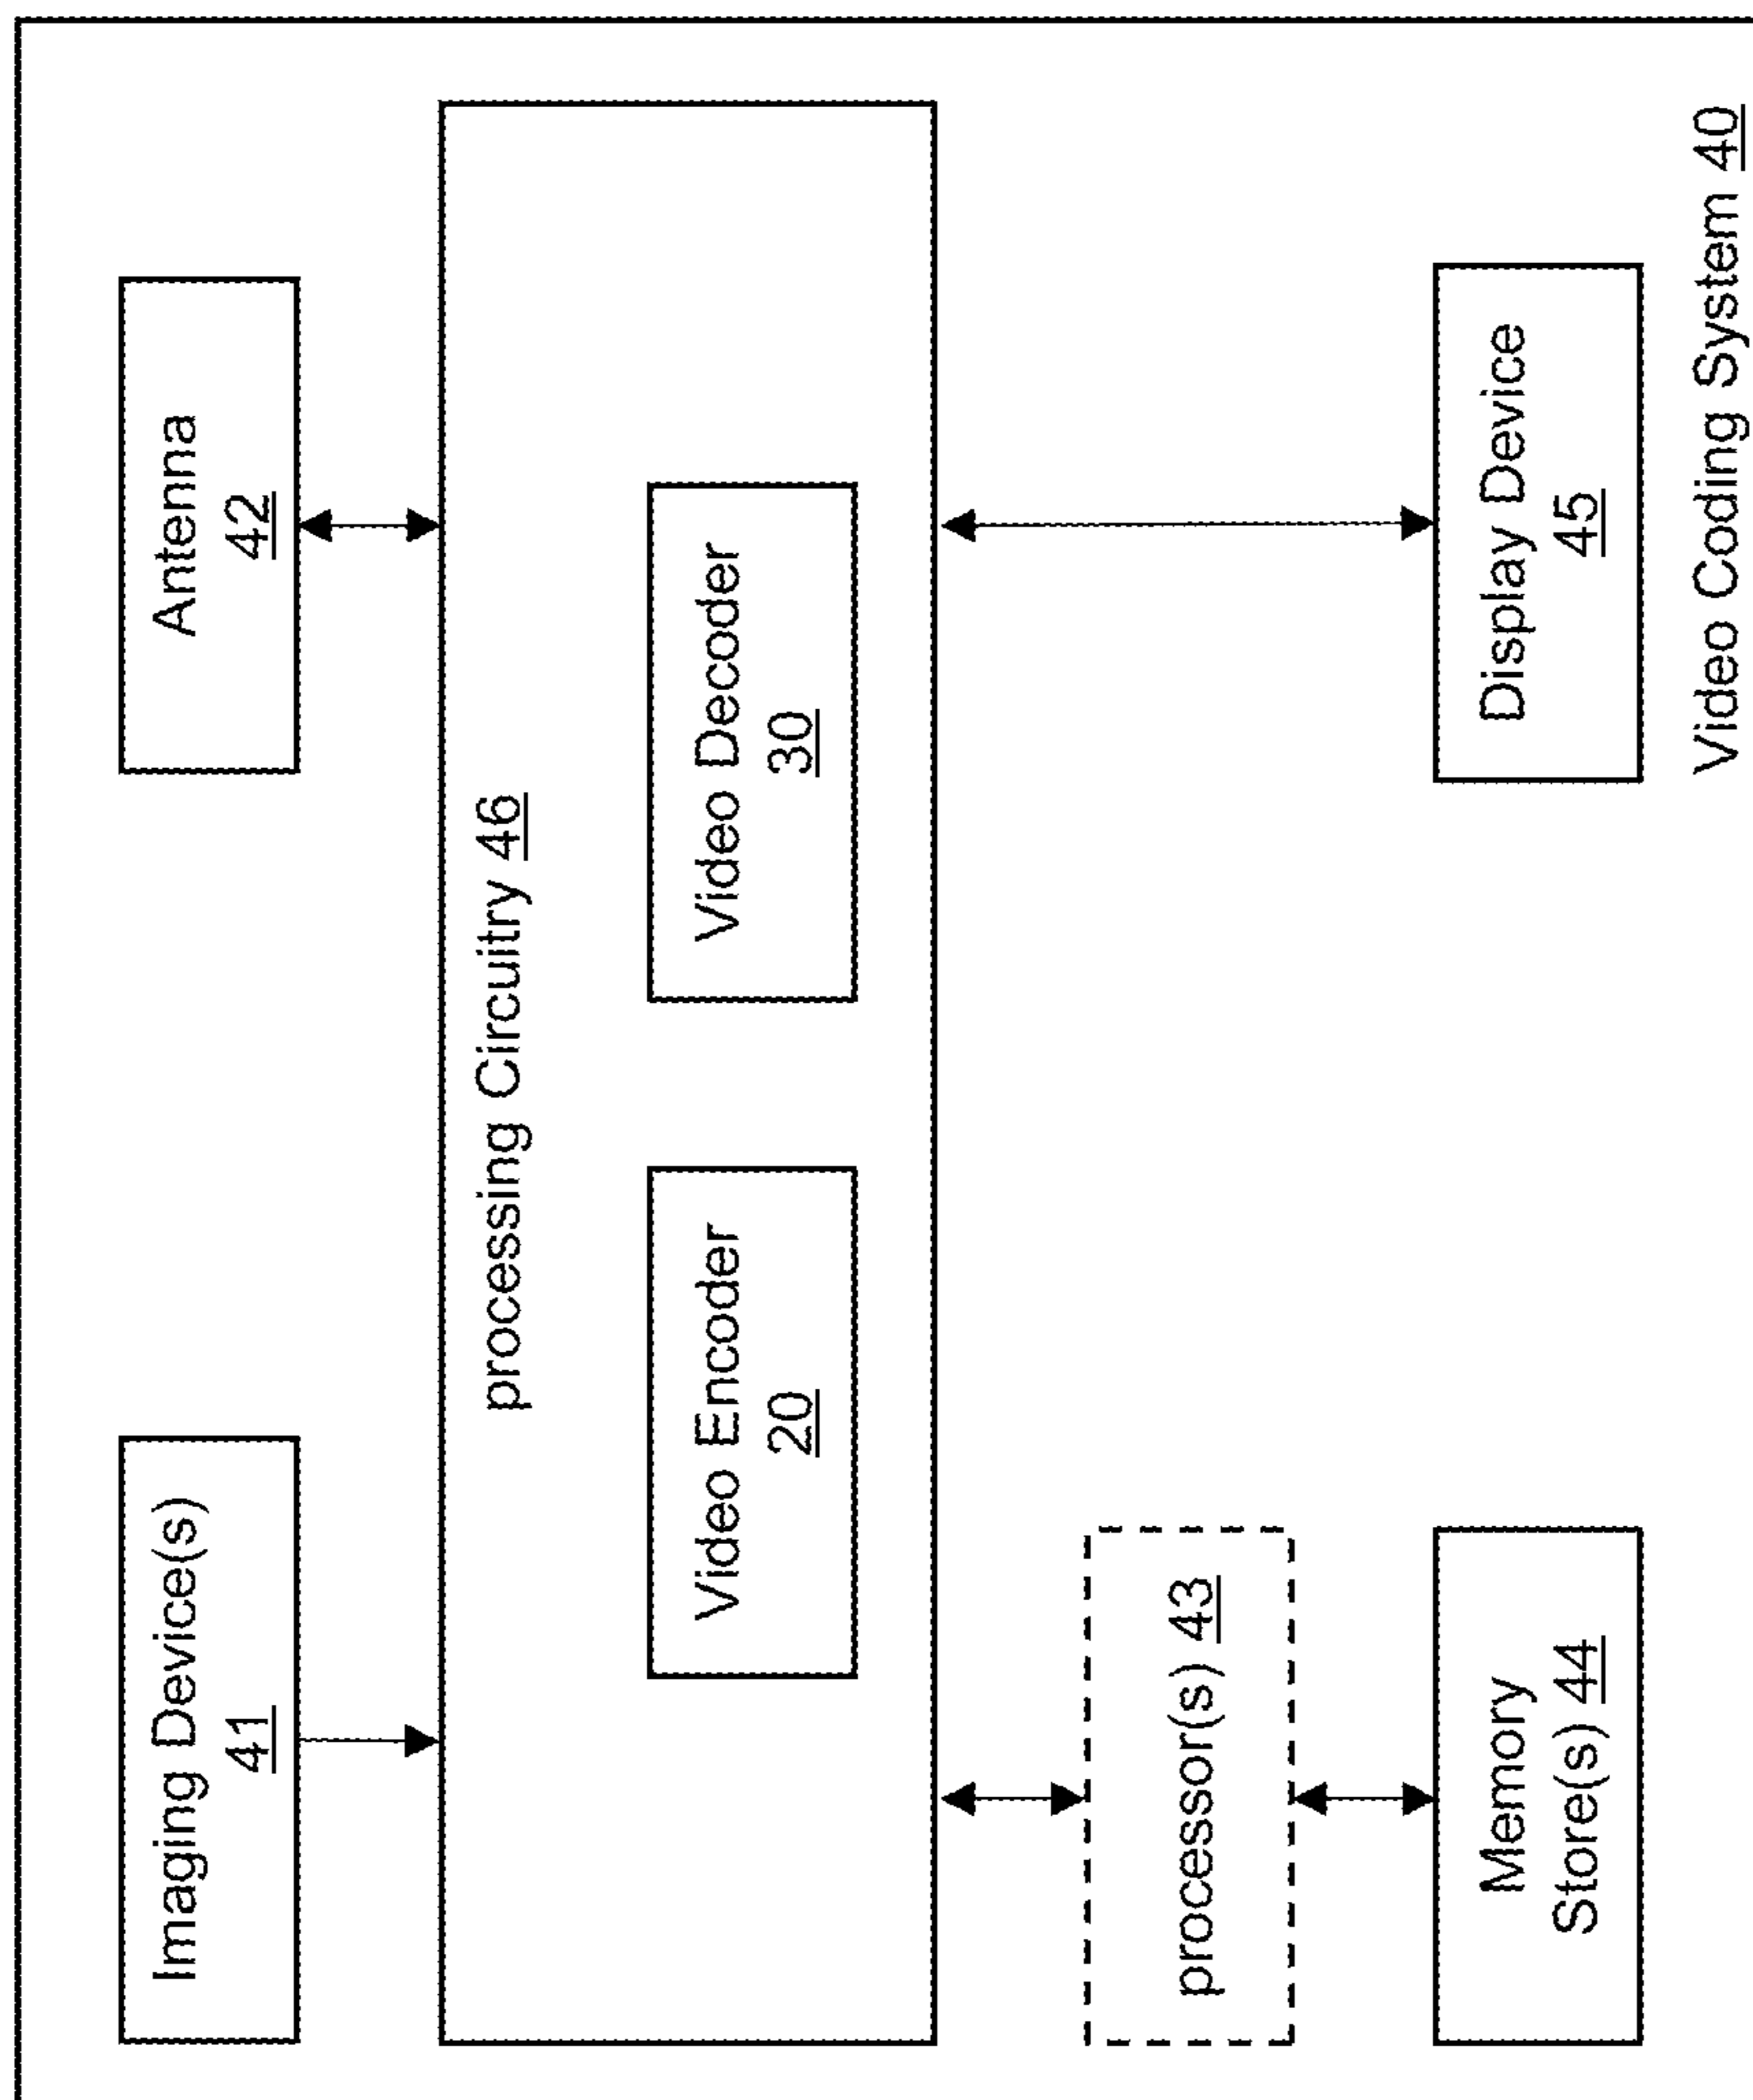 Imaging Device(s)
41
Antenna
42
processing Circuitry 46
Video Encoder
20
Video Decoder
30
processor(s) 43
Memory
Store(s) 44
Display Device
45
Video Coding System 40